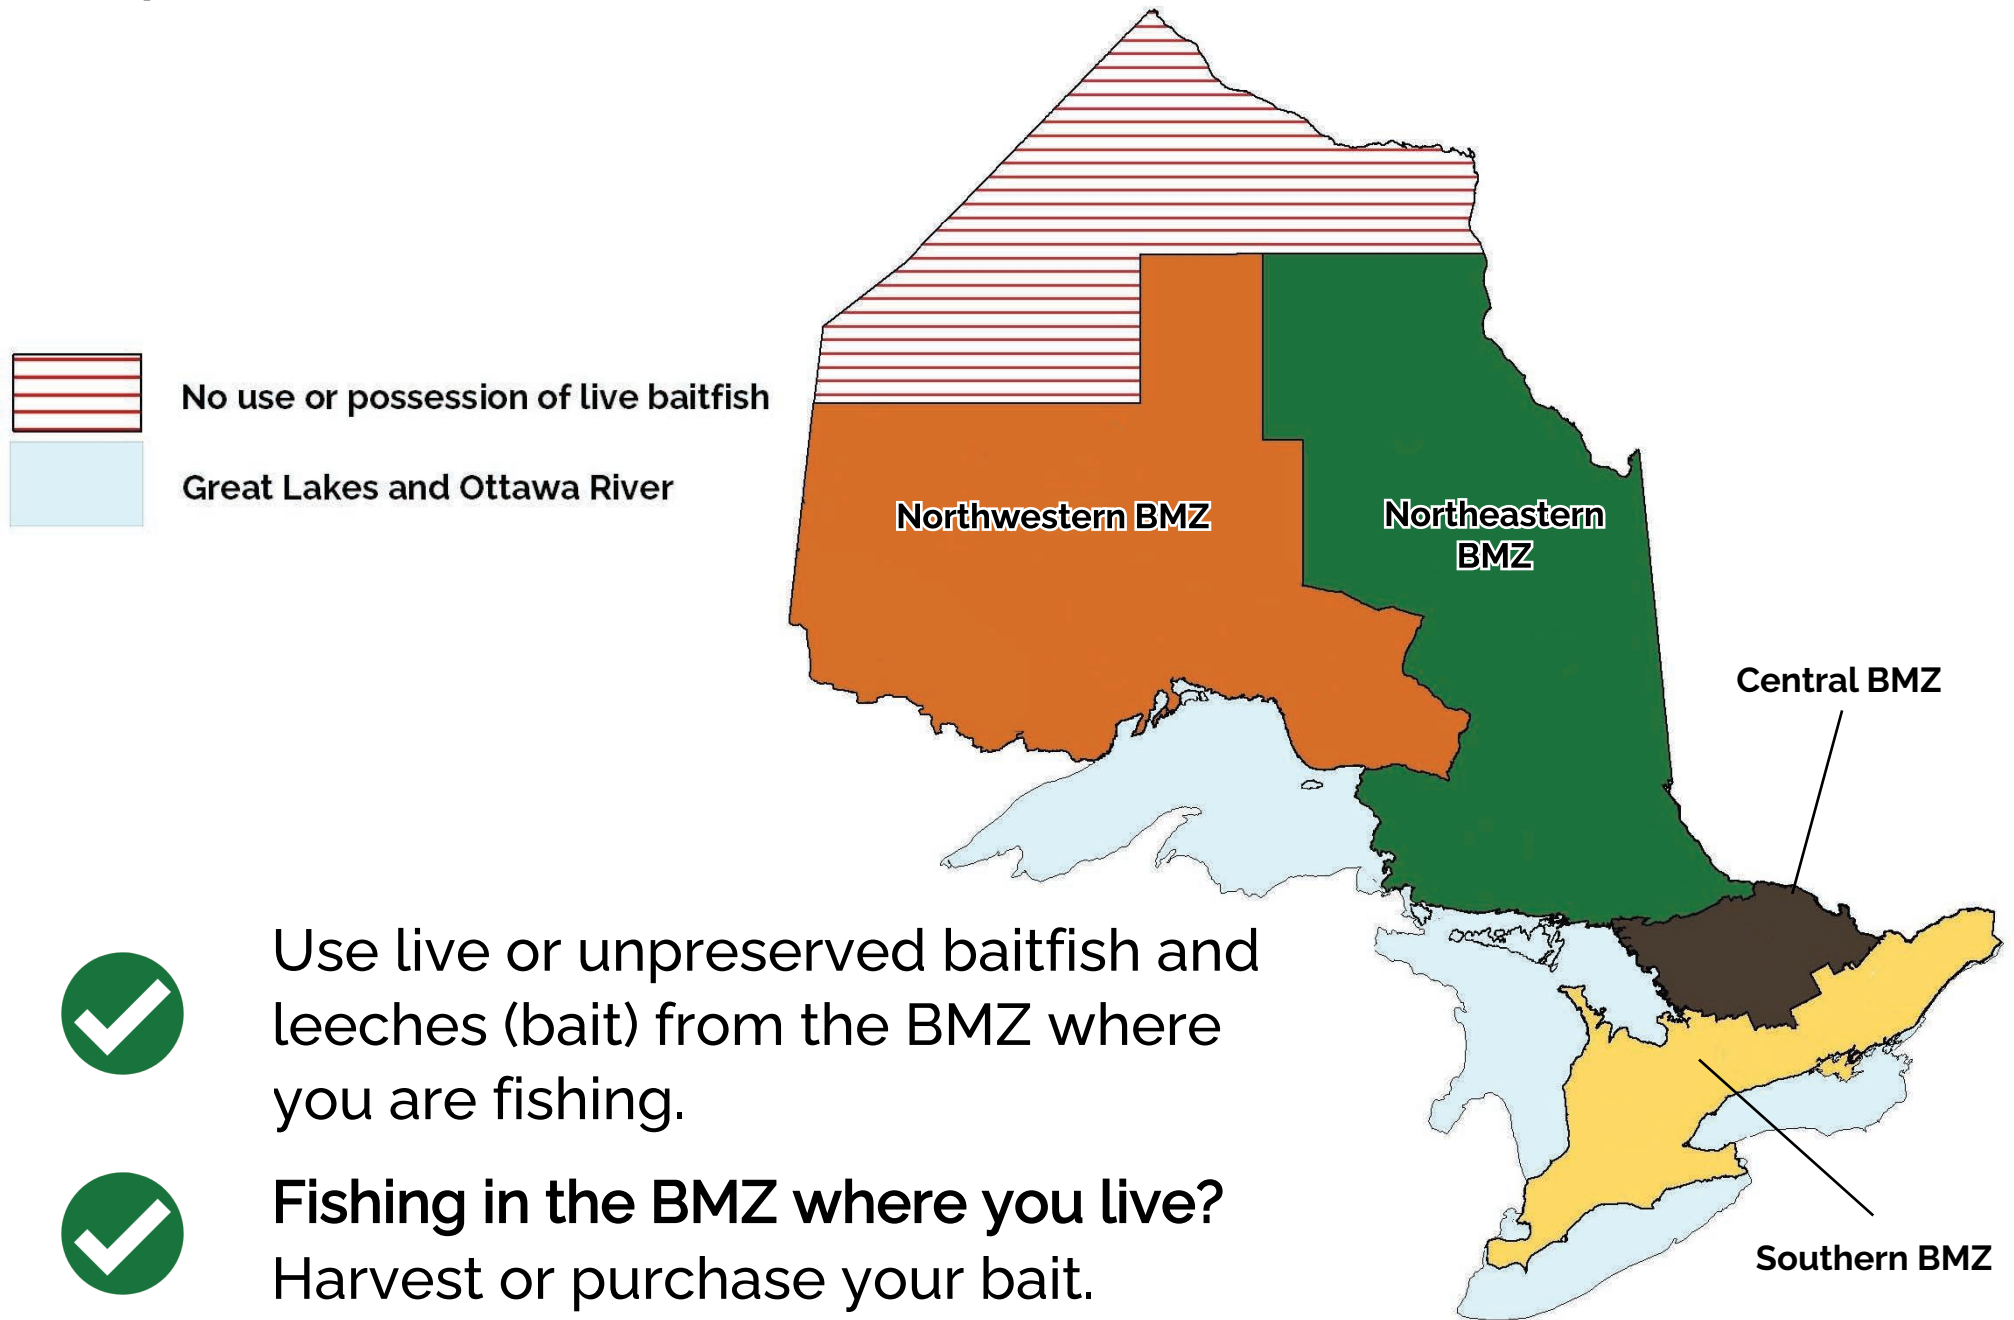 No use or possession of live baitfish
Great Lakes and Ottawa River
Northwestern BMZ
Northeastern
BMZ
Central BMZ
Southern BMZ
Use live or unpreserved baitfish and
leeches (bait) from the BMZ where
you are fishing.
Fishing in the BMZ where you live?
Harvest or purchase your bait.